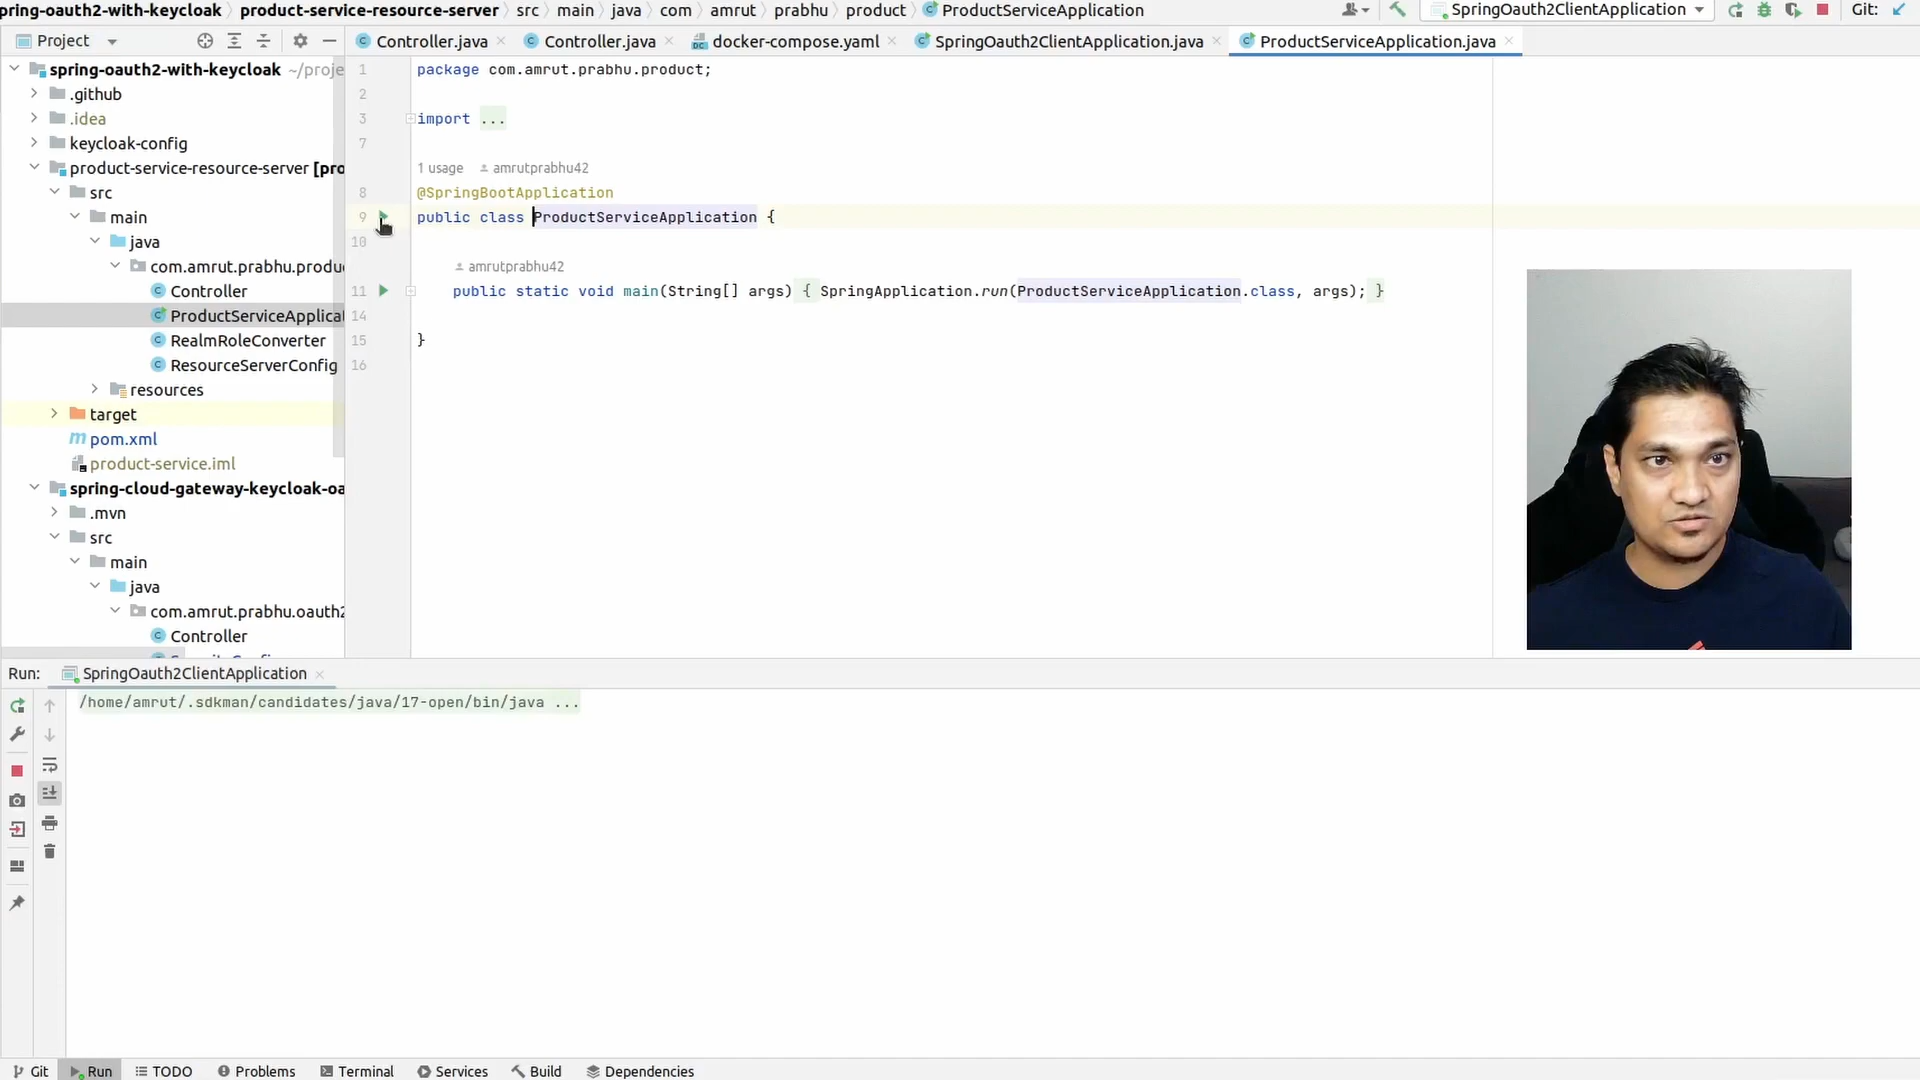 pring-oauth2-with-keycloak product-service-resource-server src main java com amrut prabhu product ProductServiceApplication SpringOauth2ClientApplication Git:
Project Controller.java Controller.java docker-compose.yaml SpringOauth2ClientApplication.java ProductServiceApplication.java
spring-oauth2-with-keycloak ~/proje
.github
.idea
keycloak-config
product-service-resource-server [pro
src
main
java
com.amrut.prabhu.produ
Controller
ProductServiceApplicat
RealmRoleConverter
ResourceServerConfig
resources
target
pom.xml
product-service.iml
spring-cloud-gateway-keycloak-oa
.mvn
src
main
java
com.amrut.prabhu.oauth2
Controller
1 package com.amrut.prabhu.product;
2
3 import ...
7
1 usage amrutprabhu42
8 @SpringBootApplication
9 public class ProductServiceApplication {
10
amrutprabhu42
11 public static void main(String[] args) { SpringApplication.run(ProductServiceApplication.class, args); }
14
15 }
16
Run: SpringOauth2ClientApplication
/home/amrut/.sdkman/candidates/java/17-open/bin/java ...
Git Run TODO Problems Terminal Services Build Dependencies